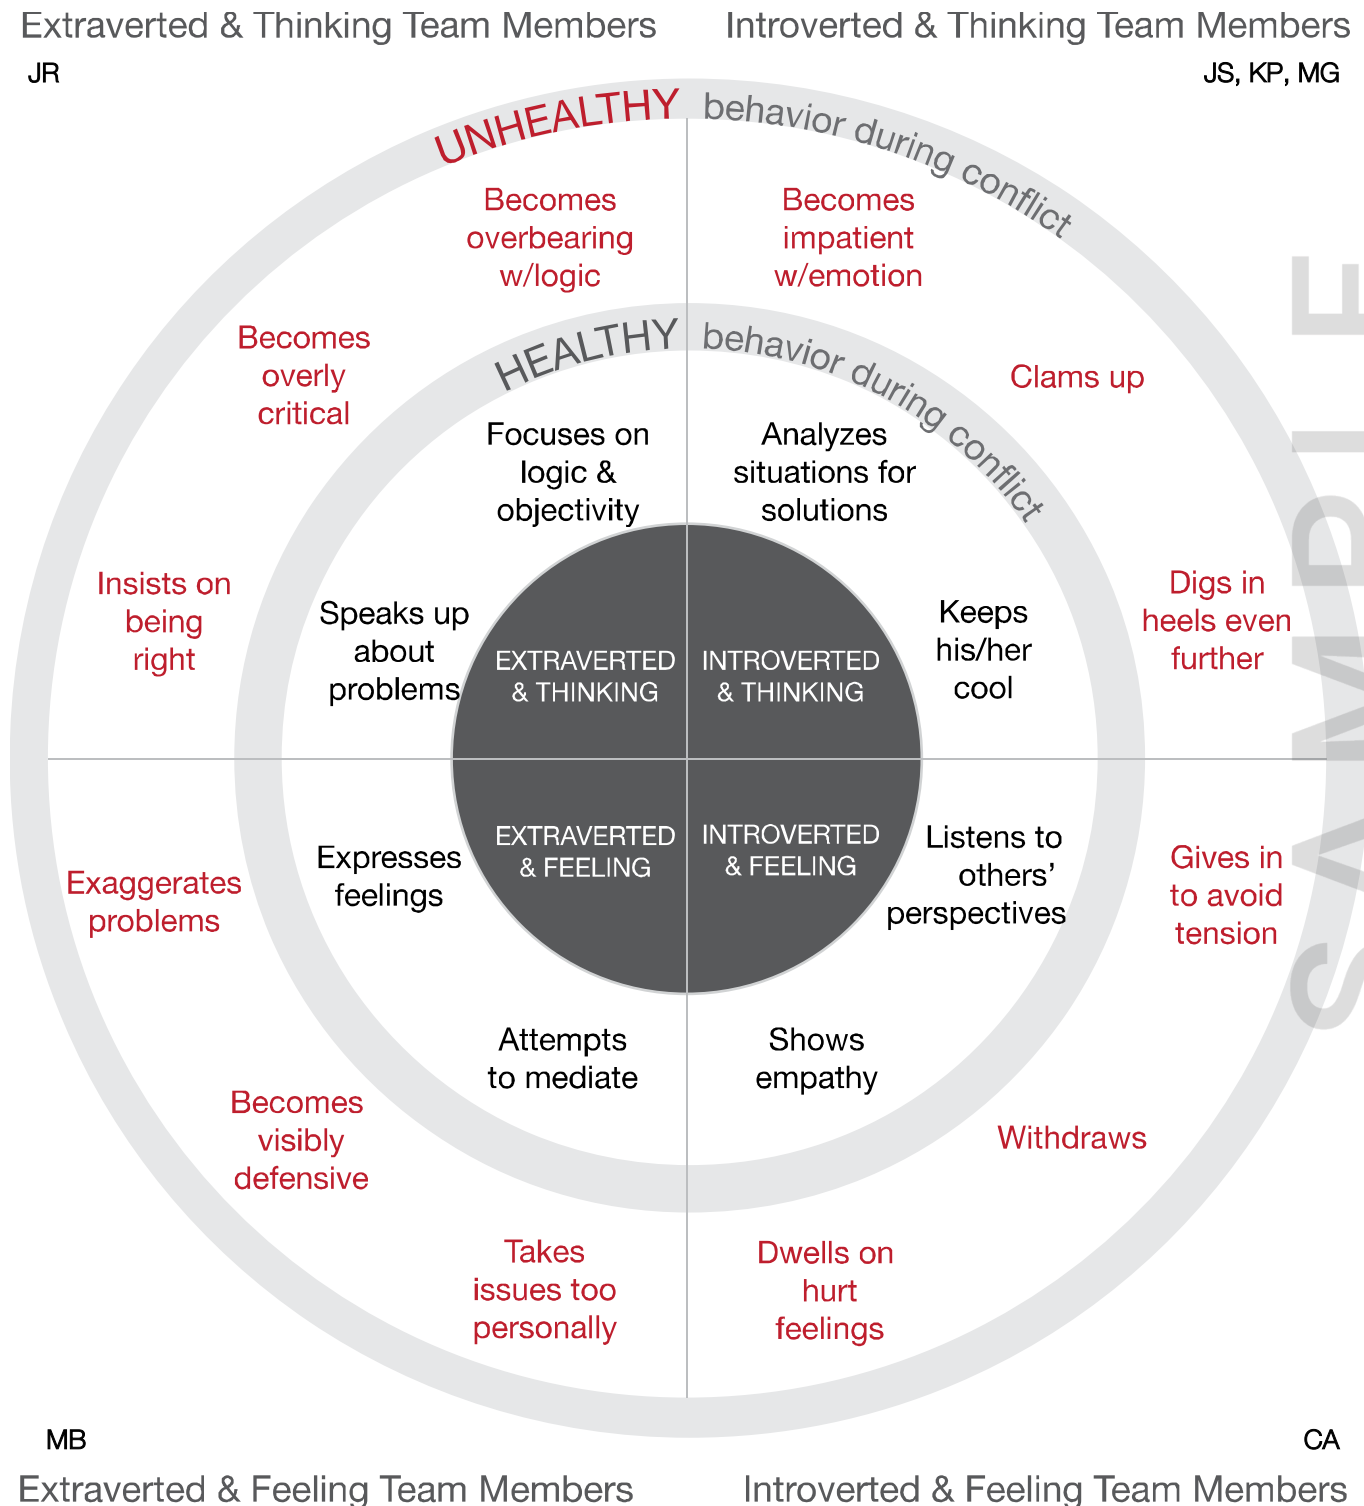 Extraverted & Thinking Team Members
Introverted & Thinking Team Members
JR
JS, KP, MG
UNHEALTHY behavior during conflict
Becomes
overbearing
w/logic
Becomes
impatient
w/emotion
Becomes
overly
critical
Clams up
Insists on
being
right
Digs in
heels even
further
HEALTHY behavior during conflict
Focuses on
logic &
objectivity
Analyzes
situations for
solutions
Speaks up
about
problems
Keeps
his/her
cool
EXTRAVERTED
& THINKING
INTROVERTED
& THINKING
EXTRAVERTED
& FEELING
INTROVERTED
& FEELING
Expresses
feelings
Listens to
others’
perspectives
Attempts
to mediate
Shows
empathy
Exaggerates
problems
Gives in
to avoid
tension
Becomes
visibly
defensive
Withdraws
Takes
issues too
personally
Dwells on
hurt
feelings
MB
CA
Extraverted & Feeling Team Members
Introverted & Feeling Team Members
SAMPLE